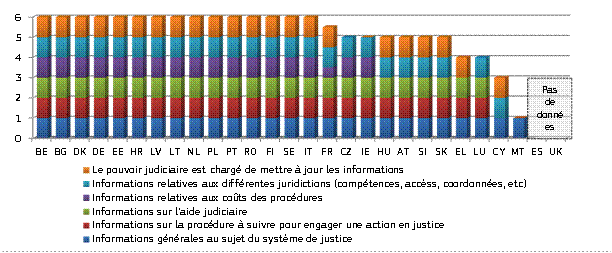 6
5
4
3
2
1
0
Pas
de
donné
es
BE BG DK DE EE HR LV LT NL PL PT RO FI SE IT FR CZ IE HU AT SI SK EL LU CY MT ES UK
Le pouvoir judiciaire est chargé de mettre à jour les informations
Informations relatives aux différentes juridictions (compétences, accès, coordonnées, etc)
Informations relatives aux coûts des procédures
Informations sur l'aide judiciaire
Informations sur la procédure à suivre pour engager une action en justice
Informations générales au sujet du système de justice